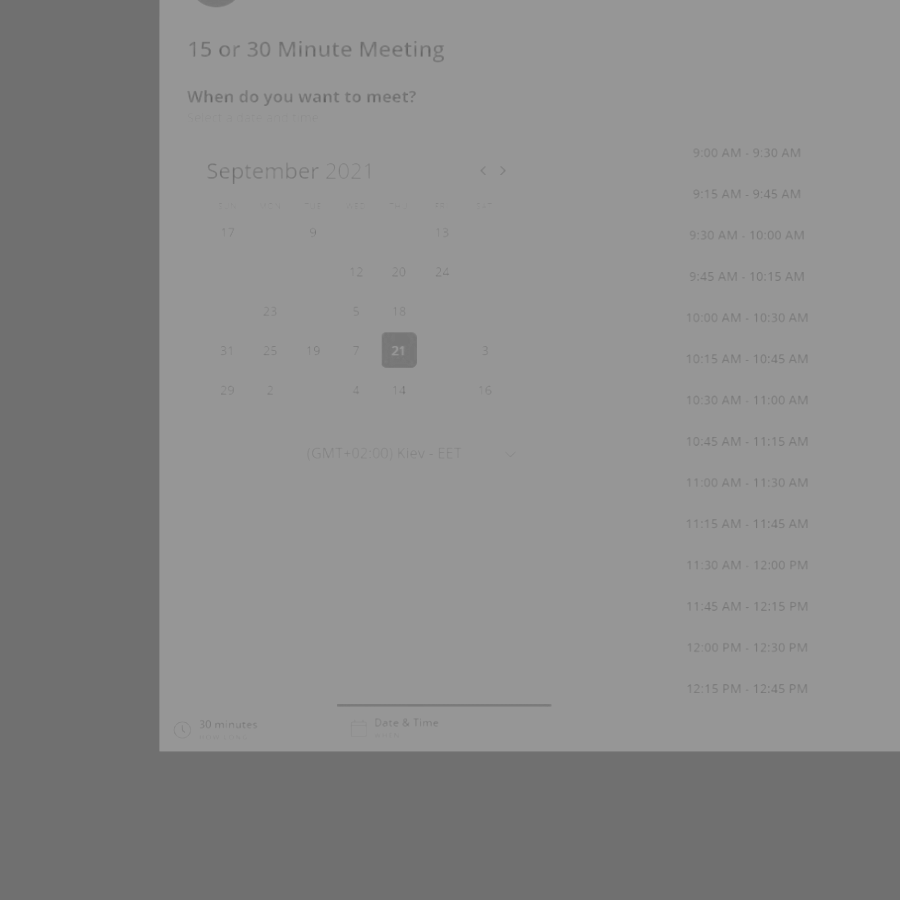 15 or 30 Minute Meeting
When do you want to meet?
Select a date and time
September 2021
17 9 13
12 20 24
23 5 18
31 25 19 7 21 3
29 2 4 14 16
(GMT+02:00) Kiev - EET
9:00 AM - 9:30 AM
9:15 AM - 9:45 AM
9:30 AM - 10:00 AM
9:45 AM - 10:15 AM
10:00 AM - 10:30 AM
10:15 AM - 10:45 AM
10:30 AM - 11:00 AM
10:45 AM - 11:15 AM
11:00 AM - 11:30 AM
11:15 AM - 11:45 AM
11:30 AM - 12:00 PM
11:45 AM - 12:15 PM
12:00 PM - 12:30 PM
12:15 PM - 12:45 PM
30 minutes
Date & Time